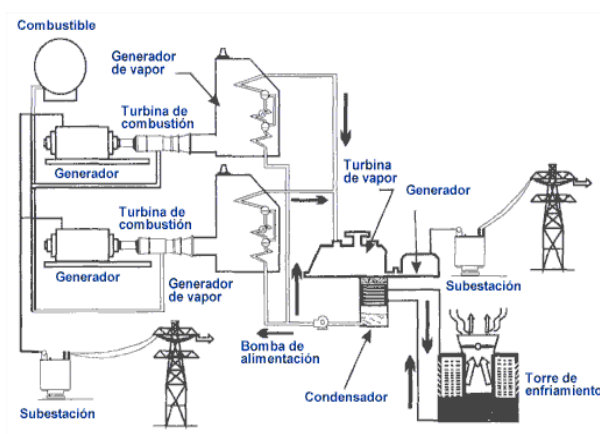 Combustible
Generador
de vapor
Turbina de
combustión
Generador
Turbina
de vapor
Generador
Turbina de
combustión
Generador
Generador
de vapor
Subestación
Bomba de
alimentación
Condensador
Torre de
enfriamiento
Subestación